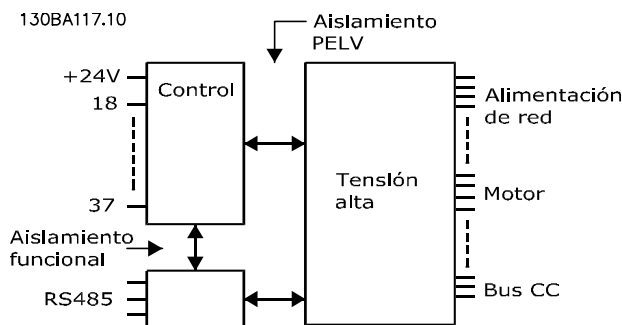 130BA117.10
Aislamiento
PELV
+24V
18
37
Control
Tensión
alta
Alimentación
de red
Motor
Bus CC
Aislamiento
funcional
RS485